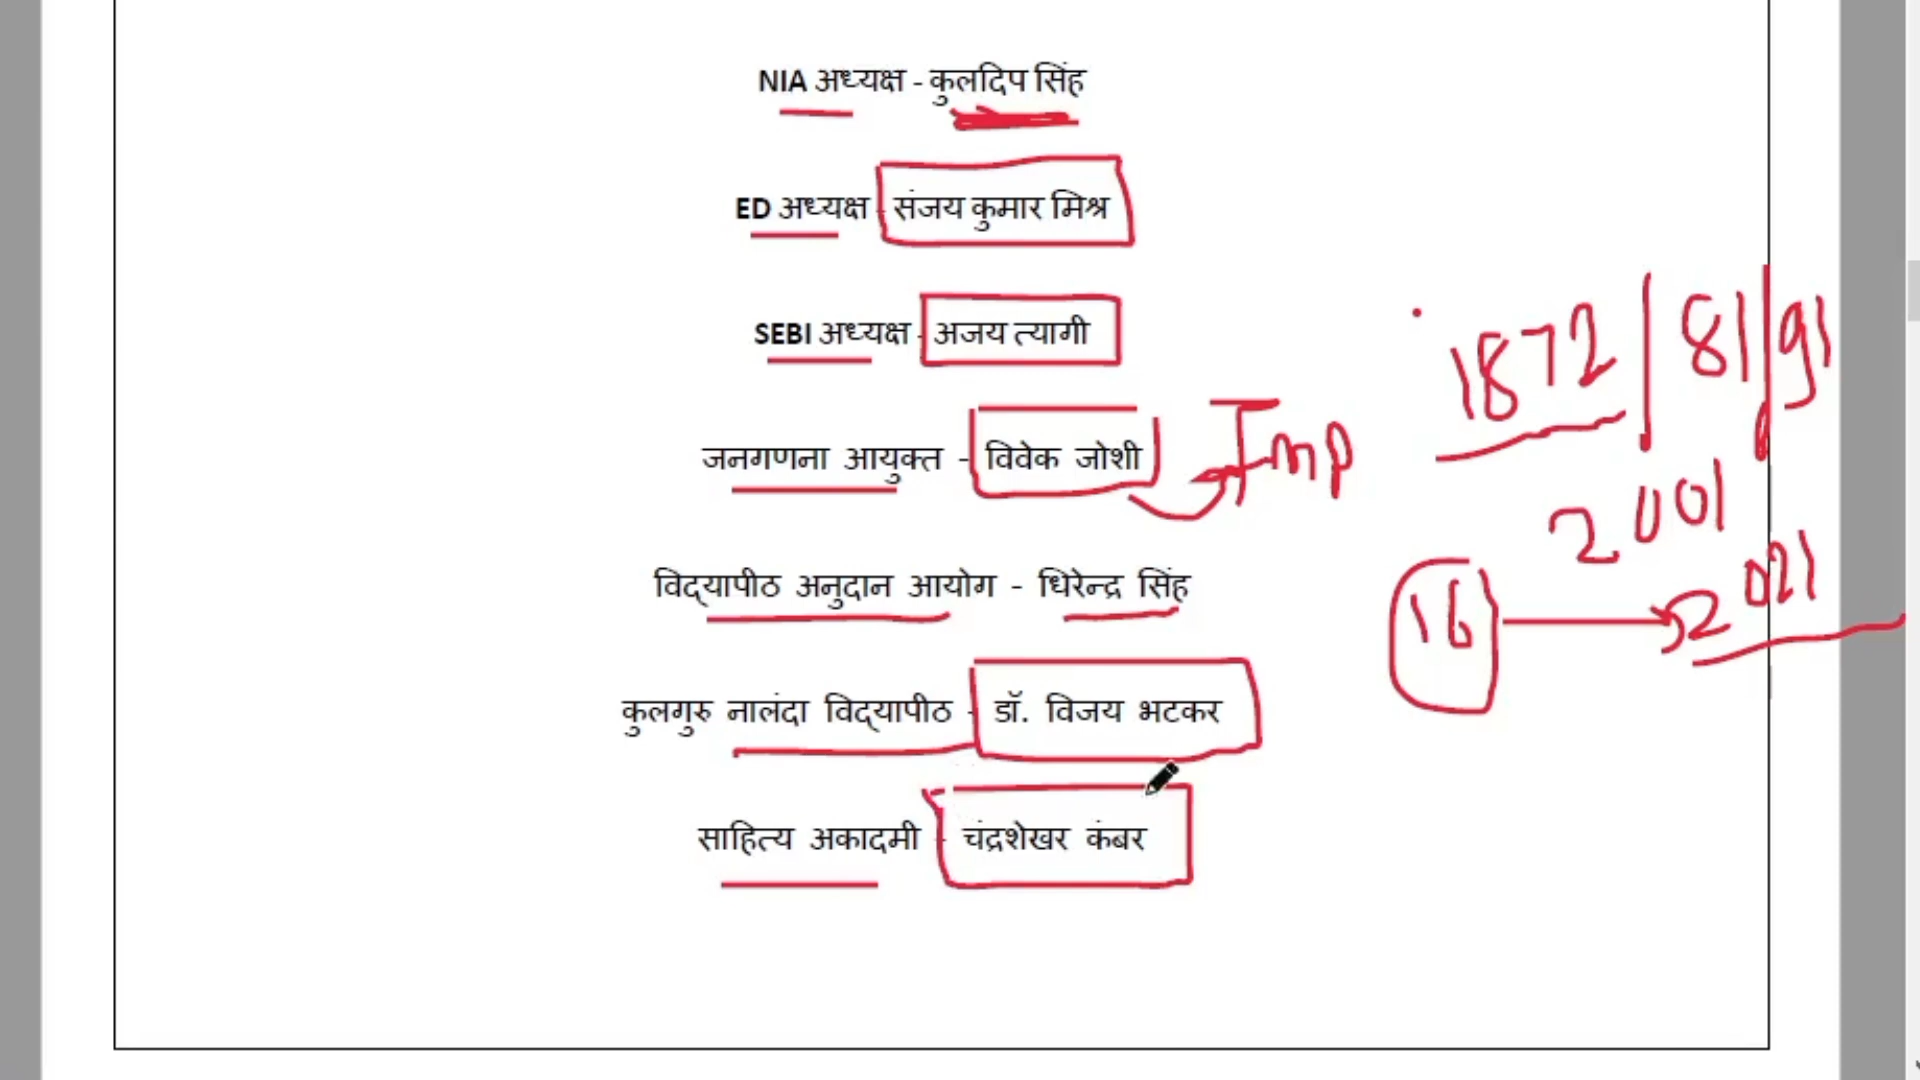 NIA अध्यक्ष - कुलदिप सिंह
ED अध्यक्ष - संजय कुमार मिश्र
SEBI अध्यक्ष - अजय त्यागी
जनगणना आयुक्त - विवेक जोशी
Imp
1872 | 81 | 91
2001
विद्यापीठ अनुदान आयोग - धिरेन्द्र सिंह
16 → 2021
कुलगुरु नालंदा विद्यापीठ - डॉ. विजय भटकर
साहित्य अकादमी - चंद्रशेखर कंबर